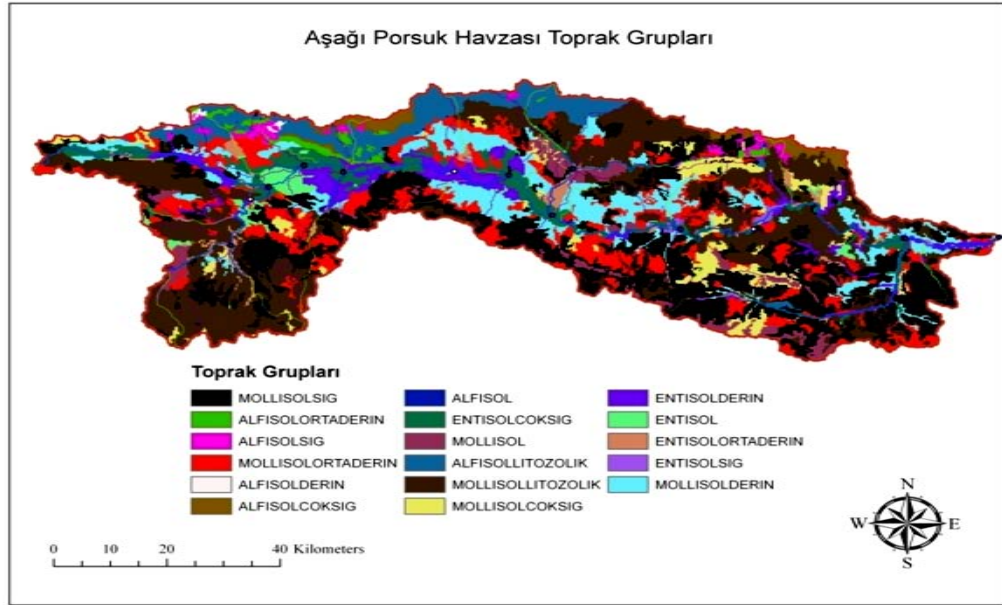 Aşağı Porsuk Havzası Toprak Grupları
Toprak Grupları
MOLLISOLSIG
ALFISOLORTADERIN
ALFISOLSIG
MOLLISOLORTADERIN
ALFISOLDERIN
ALFISOLCOKSIG
ALFISOL
ENTISOLCOKSIG
MOLLISOL
ALFISOLLITOZOLIK
MOLLISOLLITOZOLIK
MOLLISOLCOKSIG
ENTISOLDERIN
ENTISOL
ENTISOLORTADERIN
ENTISOLSIG
MOLLISOLDERIN
0 10 20 40 Kilometers
N
W E
S